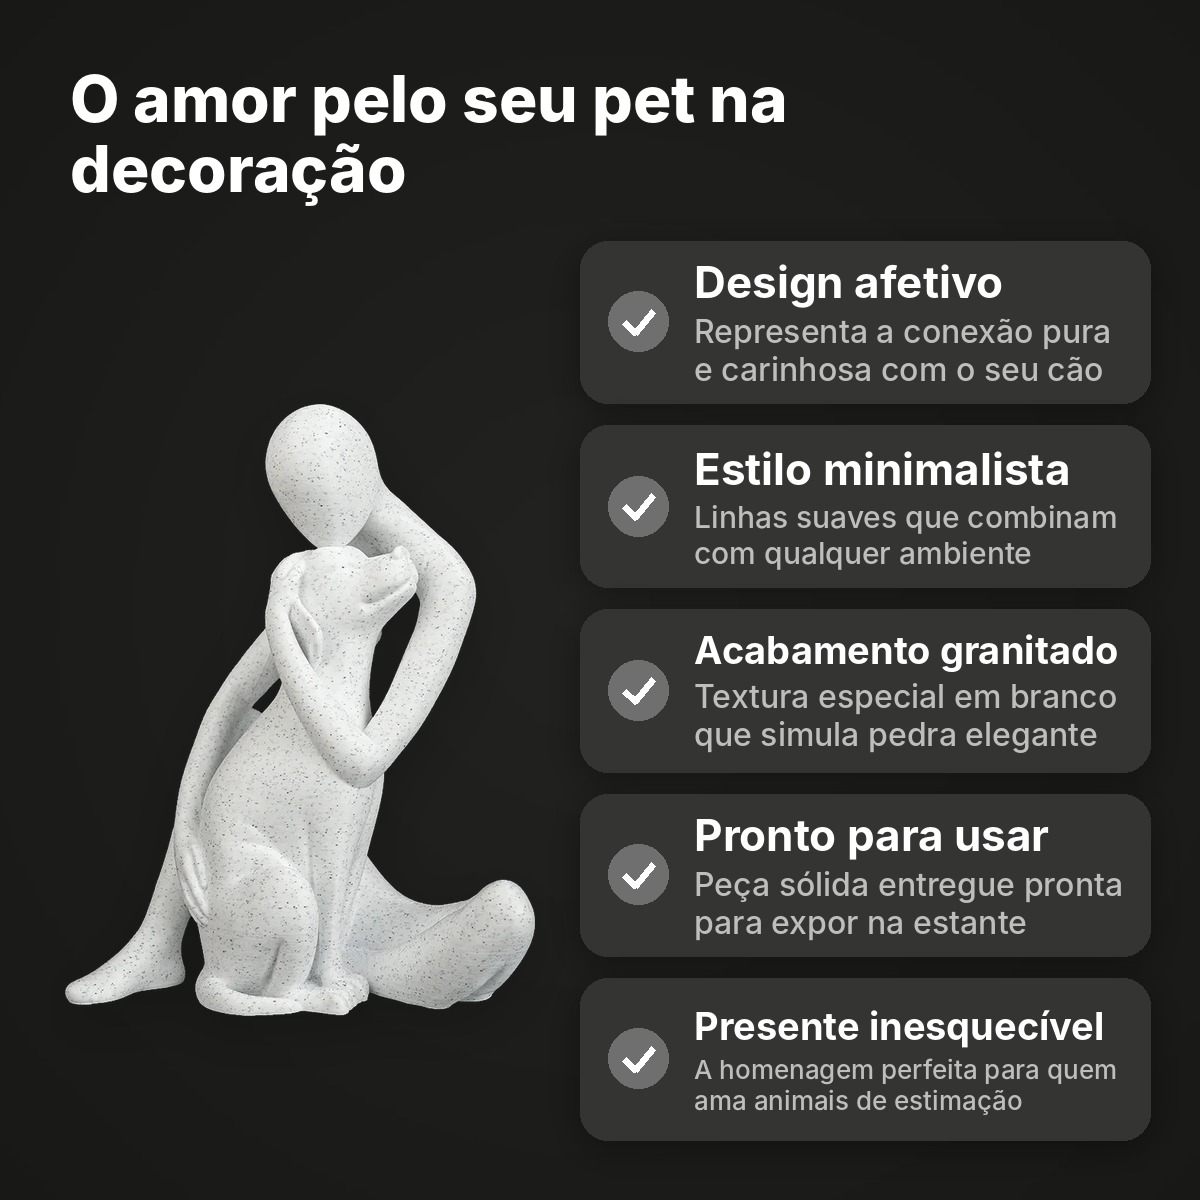 O amor pelo seu pet na
decoração
Design afetivo
Representa a conexão pura
e carinhosa com o seu cão
Estilo minimalista
Linhas suaves que combinam
com qualquer ambiente
Acabamento granitado
Textura especial em branco
que simula pedra elegante
Pronto para usar
Peça sólida entregue pronta
para expor na estante
Presente inesquecível
A homenagem perfeita para quem
ama animais de estimação